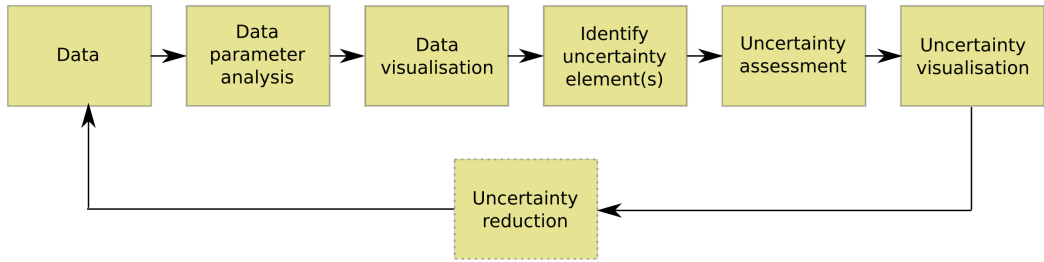 Data
Data
parameter
analysis
Data
visualisation
Identify
uncertainty
element(s)
Uncertainty
assessment
Uncertainty
visualisation
Uncertainty
reduction